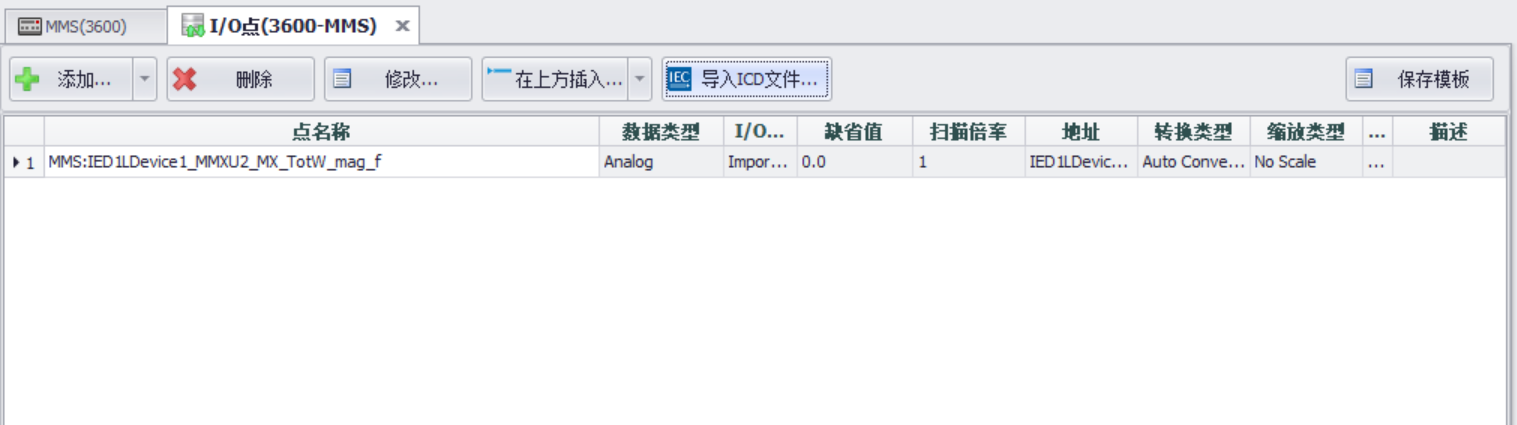 MMS(3600) I/O点(3600-MMS)
添加... 删除 修改... 在上方插入... IEC 导入ICD文件... 保存模板
点名称 数据类型 I/O... 缺省值 扫描倍率 地址 转换类型 缩放类型 ... 描述
1 MMS:IED1LDevice1_MMXU2_MX_TotW_mag_f Analog Impor... 0.0 1 IED1LDevic... Auto Conve... No Scale ...